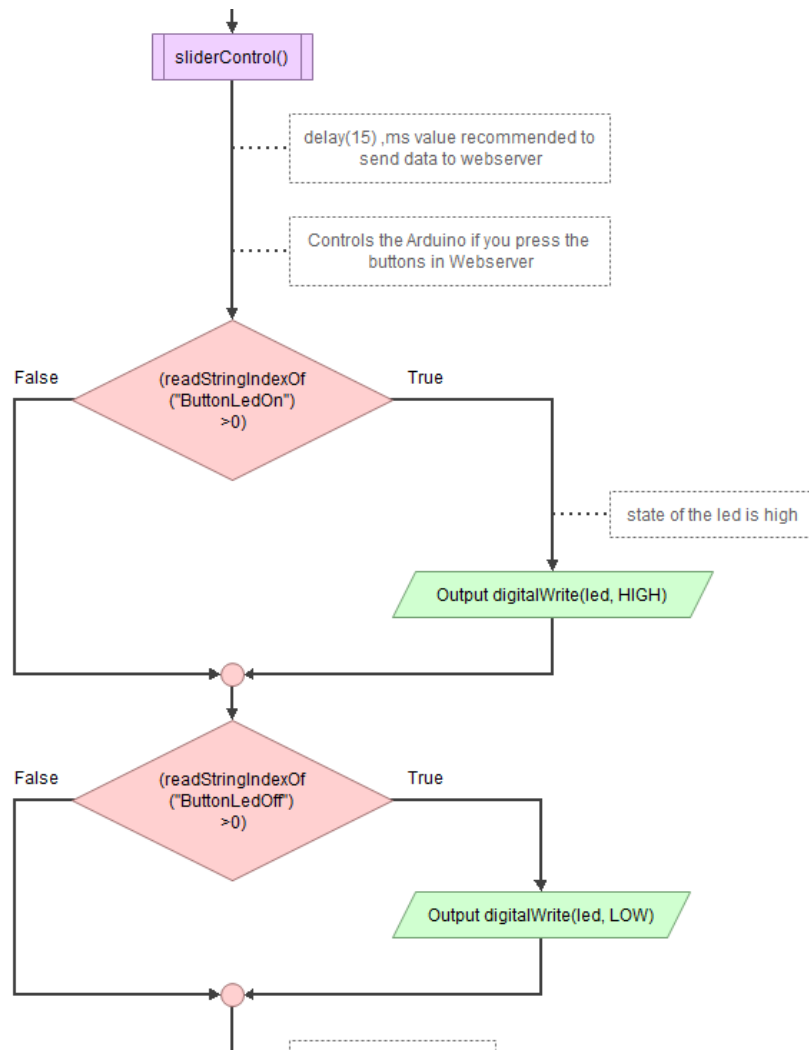 sliderControl()
delay(15) ,ms value recommended to
send data to webserver
Controls the Arduino if you press the
buttons in Webserver
False
(readStringIndexOf
("ButtonLedOn")
>0)
True
state of the led is high
Output digitalWrite(led, HIGH)
False
(readStringIndexOf
("ButtonLedOff")
>0)
True
Output digitalWrite(led, LOW)